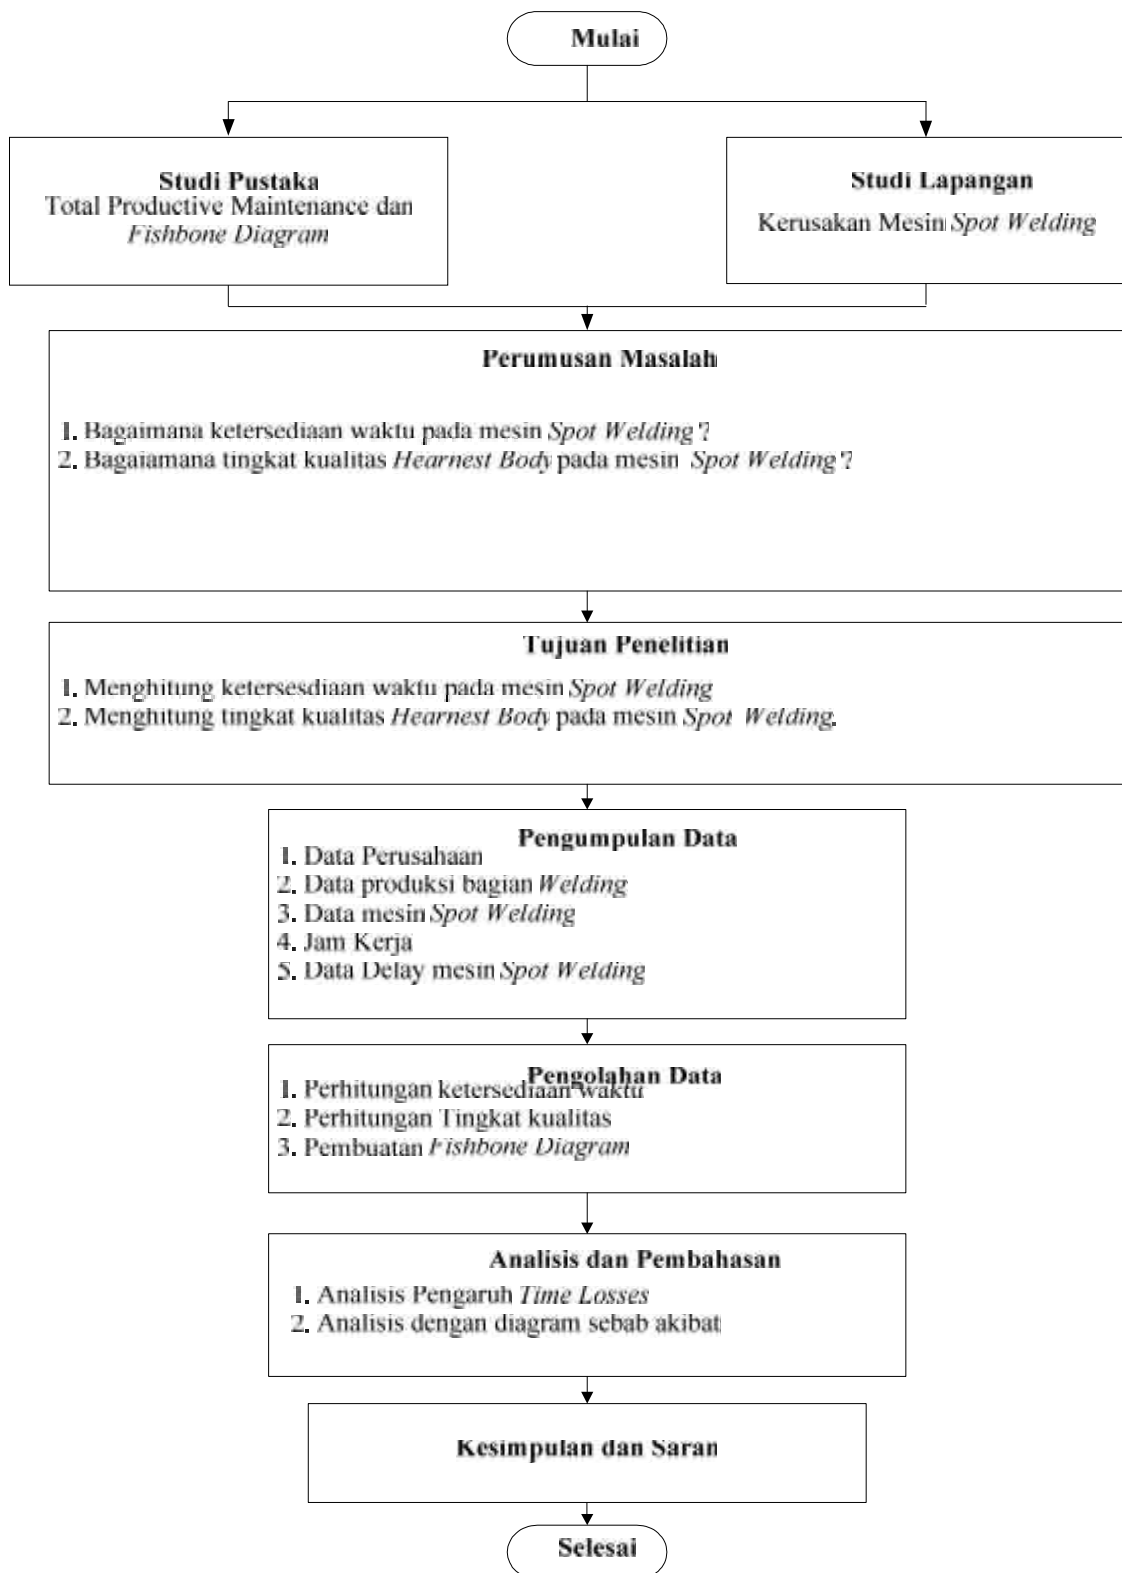 Mulai
Studi Pustaka
Total Productive Maintenance dan
Fishbone Diagram
Studi Lapangan
Kerusakan Mesin Spot Welding
Perumusan Masalah
1. Bagaimana ketersediaan waktu pada mesin Spot Welding ?
2. Bagaiamana tingkat kualitas Hearnest Body pada mesin Spot Welding ?
Tujuan Penelitian
1. Menghitung ketersesdiaan waktu pada mesin Spot Welding
2. Menghitung tingkat kualitas Hearnest Body pada mesin Spot Welding.
Pengumpulan Data
1. Data Perusahaan
2. Data produksi bagian Welding
3. Data mesin Spot Welding
4. Jam Kerja
5. Data Delay mesin Spot Welding
Pengolahan Data
1. Perhitungan ketersediaan waktu
2. Perhitungan Tingkat kualitas
3. Pembuatan Fishbone Diagram
Analisis dan Pembahasan
1. Analisis Pengaruh Time Losses
2. Analisis dengan diagram sebab akibat
Kesimpulan dan Saran
Selesai